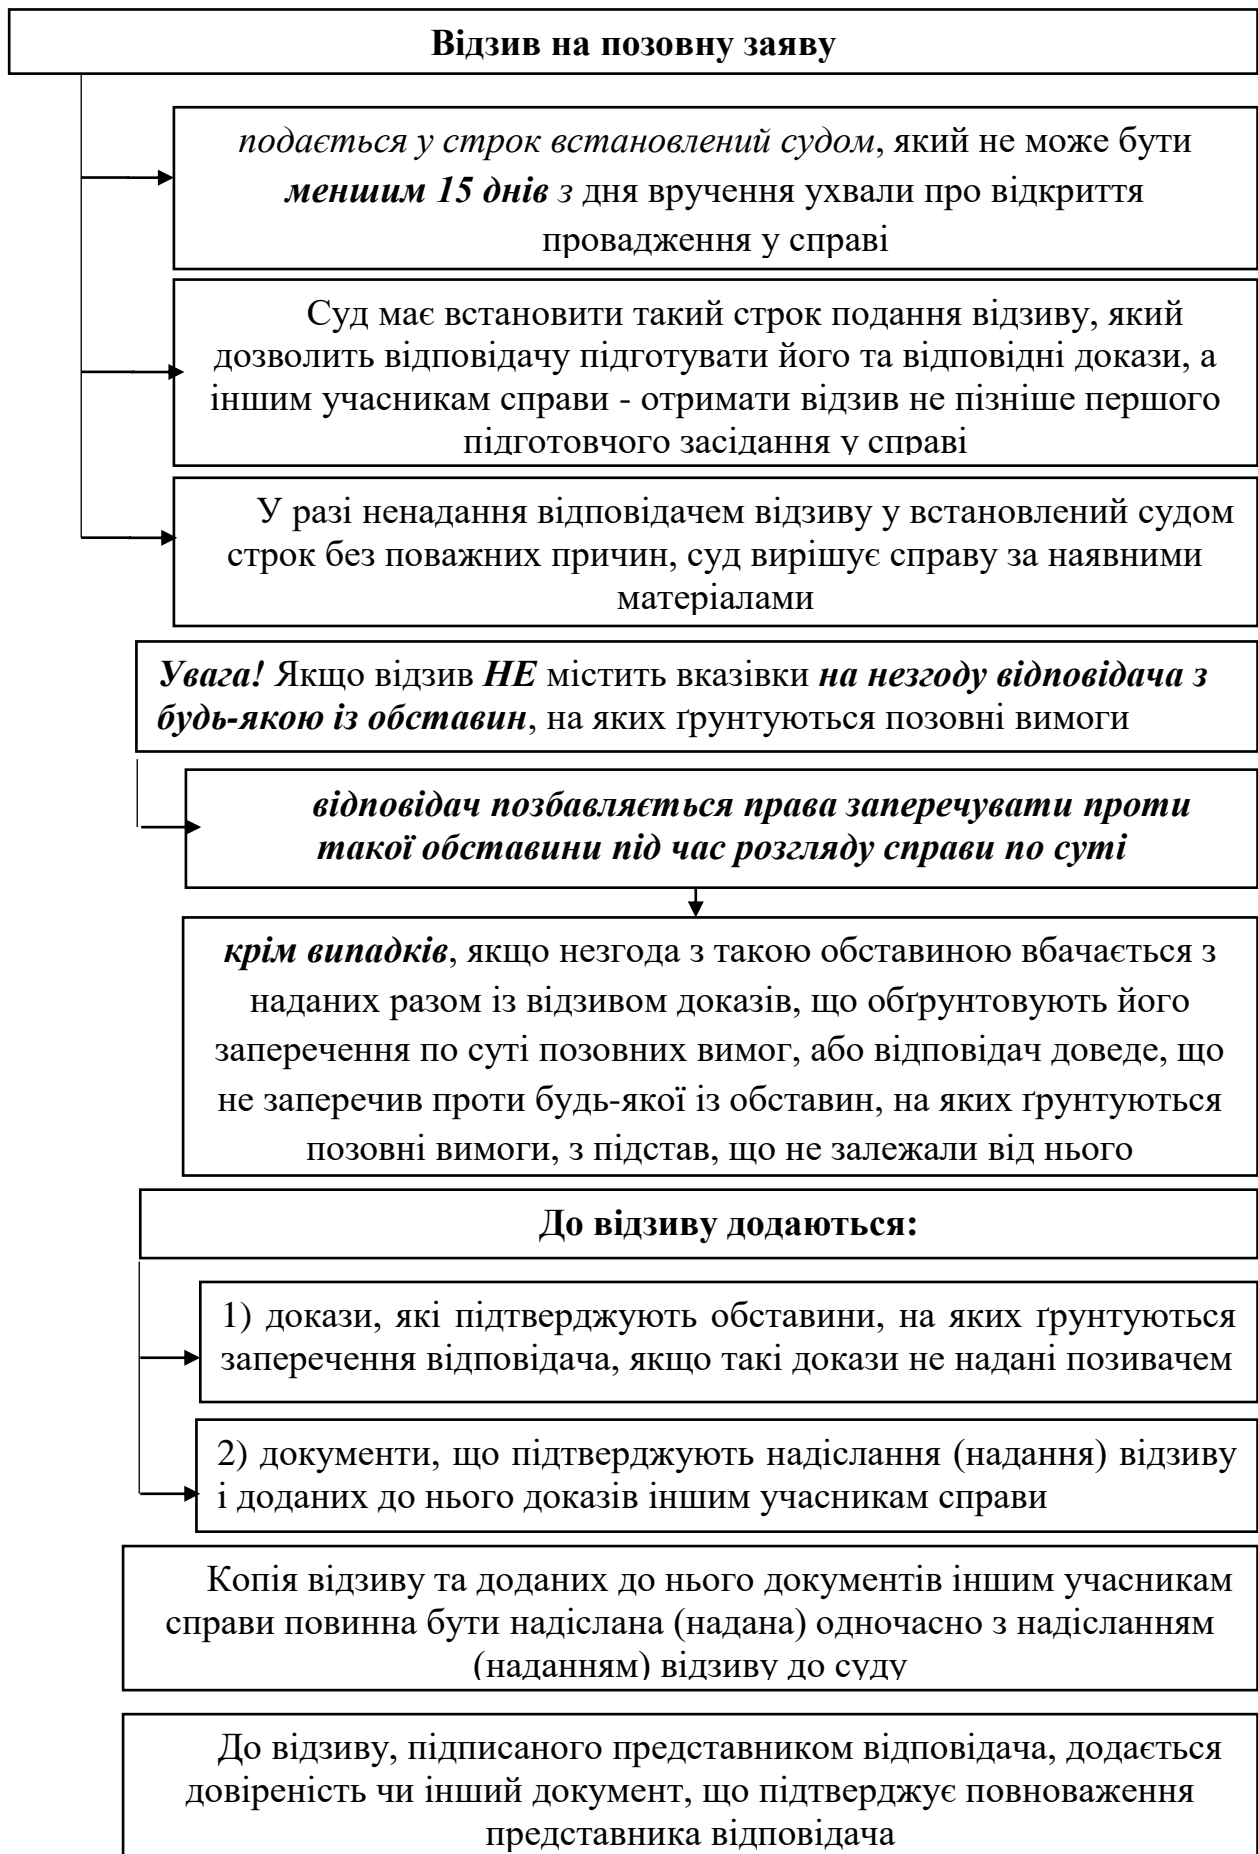 Відзив на позовну заяву
подається у строк встановлений судом, який не може бути
меншим 15 днів з дня вручення ухвали про відкриття
провадження у справі
Суд має встановити такий строк подання відзиву, який
дозволить відповідачу підготувати його та відповідні докази, а
іншим учасникам справи - отримати відзив не пізніше першого
підготовчого засідання у справі
У разі ненадання відповідачем відзиву у встановлений судом
строк без поважних причин, суд вирішує справу за наявними
матеріалами
Увага! Якщо відзив НЕ містить вказівки на незгоду відповідача з
будь-якою із обставин, на яких ґрунтуються позовні вимоги
відповідач позбавляється права заперечувати проти
такої обставини під час розгляду справи по суті
крім випадків, якщо незгода з такою обставиною вбачається з
наданих разом із відзивом доказів, що обґрунтовують його
заперечення по суті позовних вимог, або відповідач доведе, що
не заперечив проти будь-якої із обставин, на яких ґрунтуються
позовні вимоги, з підстав, що не залежали від нього
До відзиву додаються:
1) докази, які підтверджують обставини, на яких ґрунтуються
заперечення відповідача, якщо такі докази не надані позивачем
2) документи, що підтверджують надіслання (надання) відзиву
і доданих до нього доказів іншим учасникам справи
Копія відзиву та доданих до нього документів іншим учасникам
справи повинна бути надіслана (надана) одночасно з надісланням
(наданням) відзиву до суду
До відзиву, підписаного представником відповідача, додається
довіреність чи інший документ, що підтверджує повноваження
представника відповідача